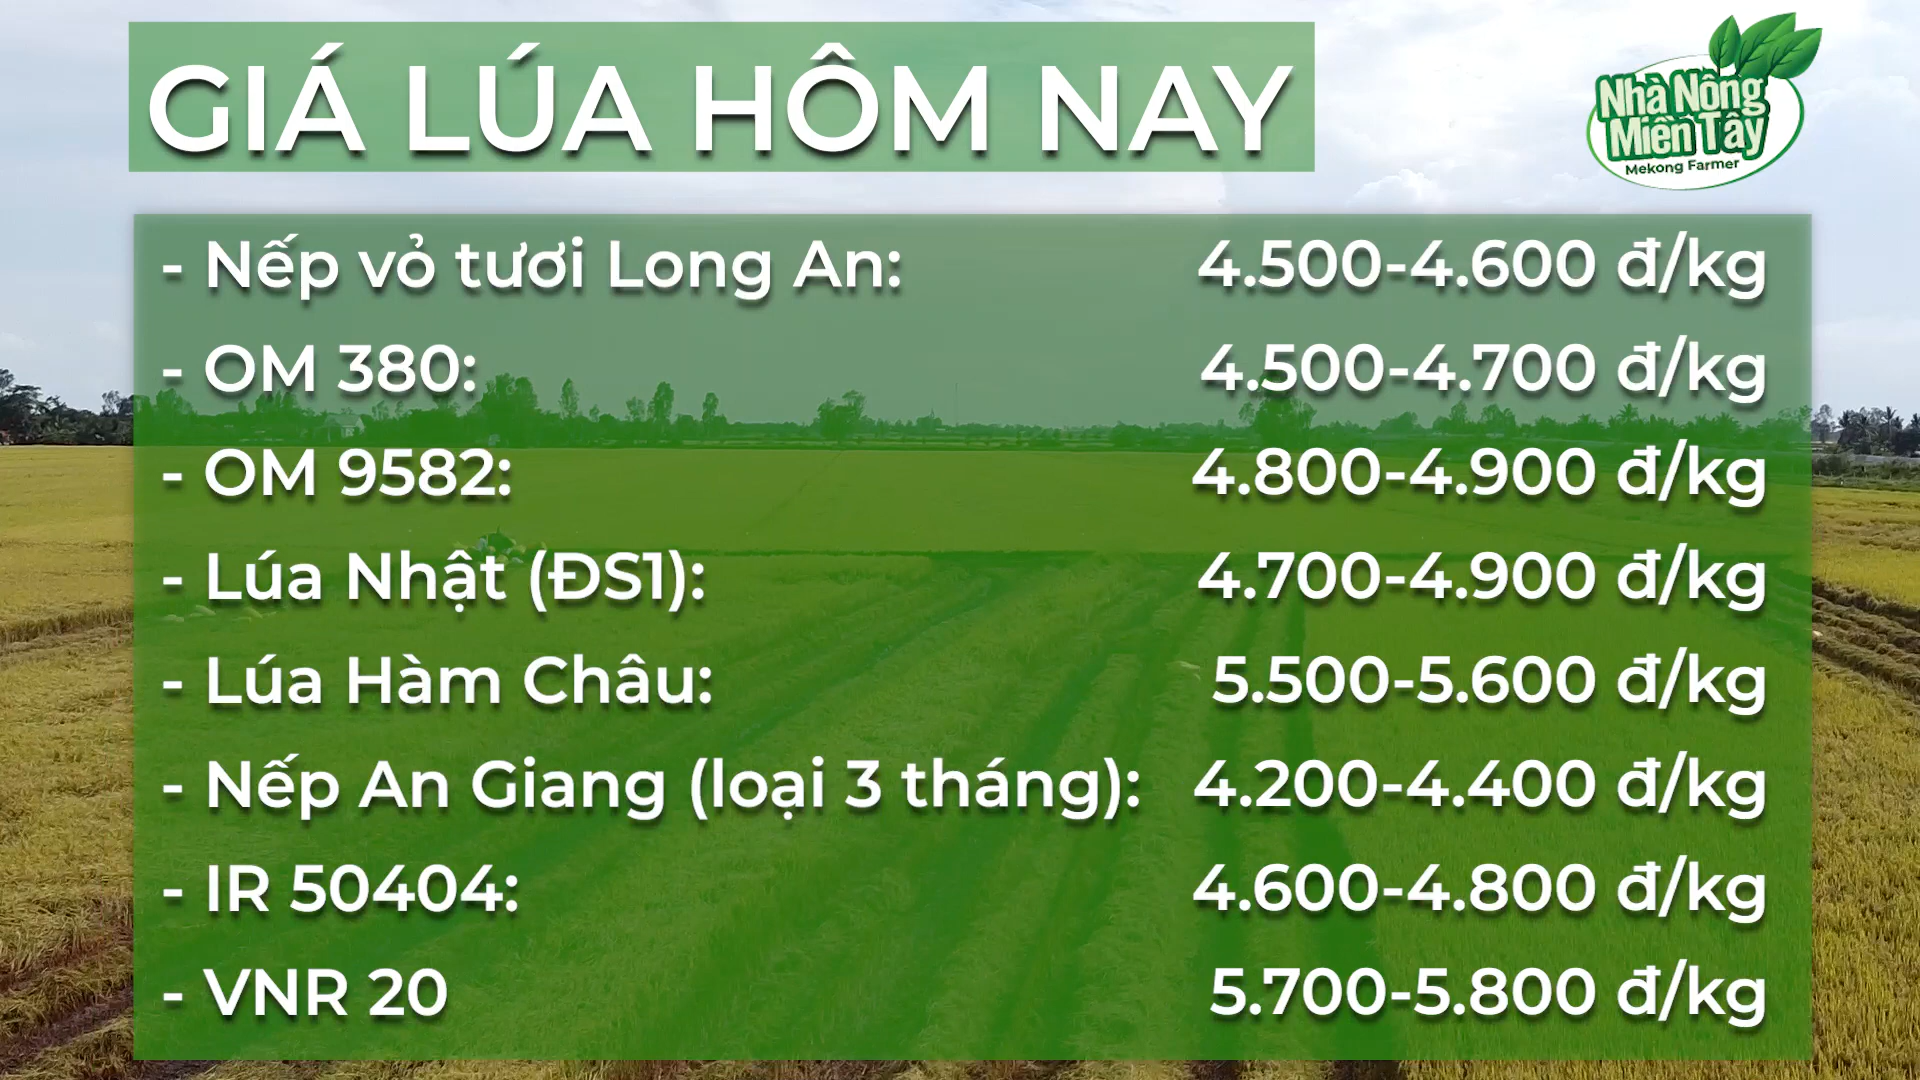 GIÁ LÚA HÔM NAY
Nhà Nông
Miền Tây
Mekong Farmer
- Nếp vỏ tươi Long An: 4.500-4.600 đ/kg
- OM 380: 4.500-4.700 đ/kg
- OM 9582: 4.800-4.900 đ/kg
- Lúa Nhật (ĐS1): 4.700-4.900 đ/kg
- Lúa Hàm Châu: 5.500-5.600 đ/kg
- Nếp An Giang (loại 3 tháng): 4.200-4.400 đ/kg
- IR 50404: 4.600-4.800 đ/kg
- VNR 20 5.700-5.800 đ/kg